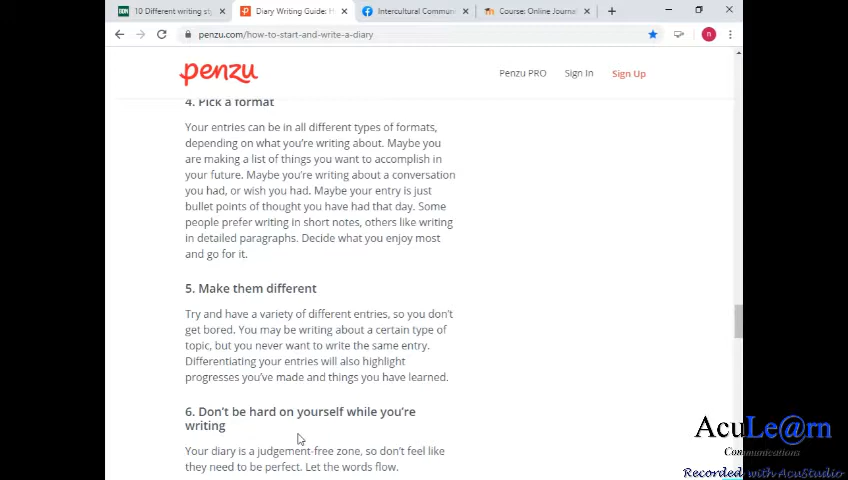 10 Different writing st
Diary Writing Guide: H
Intercultural Commun
Course: Online Journa
penzu.com/how-to-start-and-write-a-diary
penzu
Penzu PRO
Sign In
Sign Up
4. Pick a format
Your entries can be in all different types of formats,
depending on what you're writing about. Maybe you
are making a list of things you want to accomplish in
your future. Maybe you're writing about a conversation
you had, or wish you had. Maybe your entry is just
bullet points of thought you have had that day. Some
people prefer writing in short notes, others like writing
in detailed paragraphs. Decide what you enjoy most
and go for it.
5. Make them different
Try and have a variety of different entries, so you don't
get bored. You may be writing about a certain type of
topic, but you never want to write the same entry.
Differentiating your entries will also highlight
progresses you've made and things you have learned.
6. Don't be hard on yourself while you're
writing
Your diary is a judgement-free zone, so don't feel like
they need to be perfect. Let the words flow.
AcuLe@rn
Communications
Recorded with AcuStudio